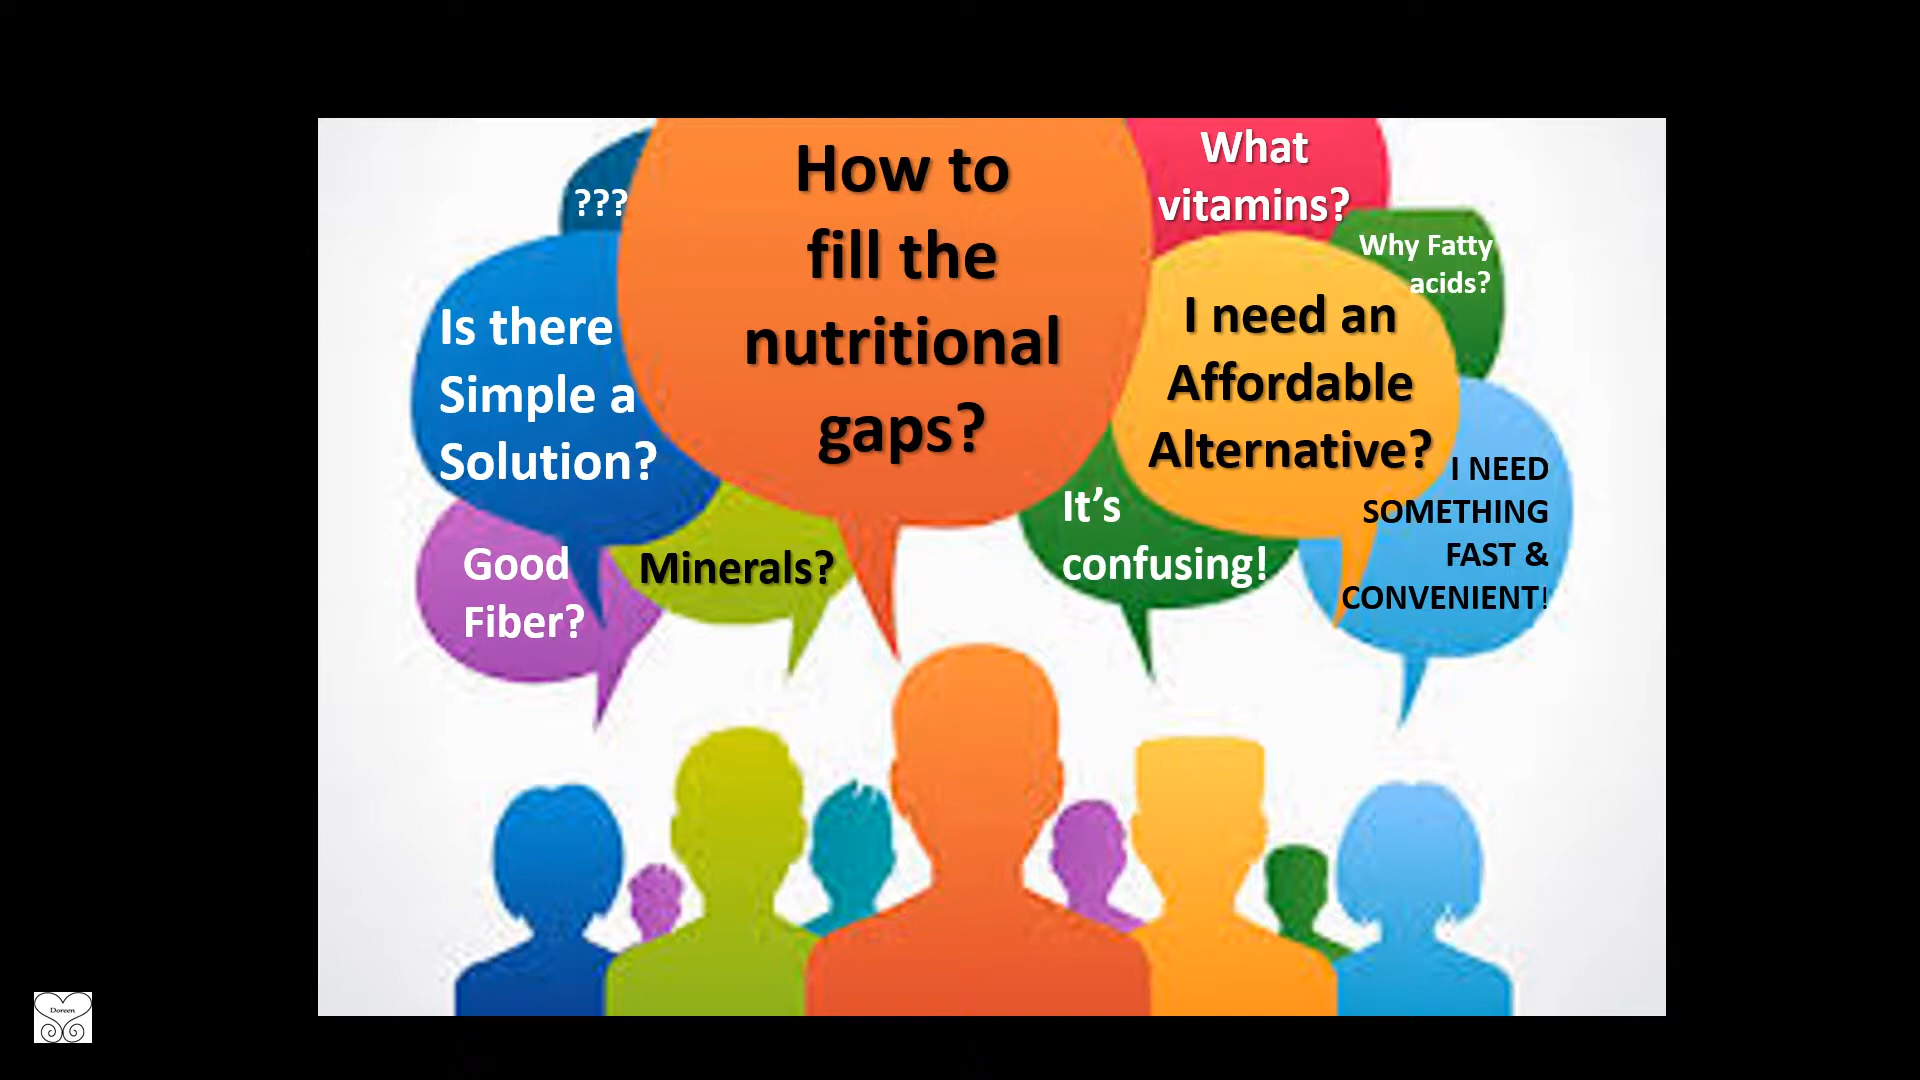 ???
How to
fill the
nutritional
gaps?
What
vitamins?
Why Fatty
acids?
Is there
Simple a
Solution?
I need an
Affordable
Alternative?
I NEED
SOMETHING
FAST &
CONVENIENT!
Good
Fiber?
Minerals?
It’s
confusing!
Doreen